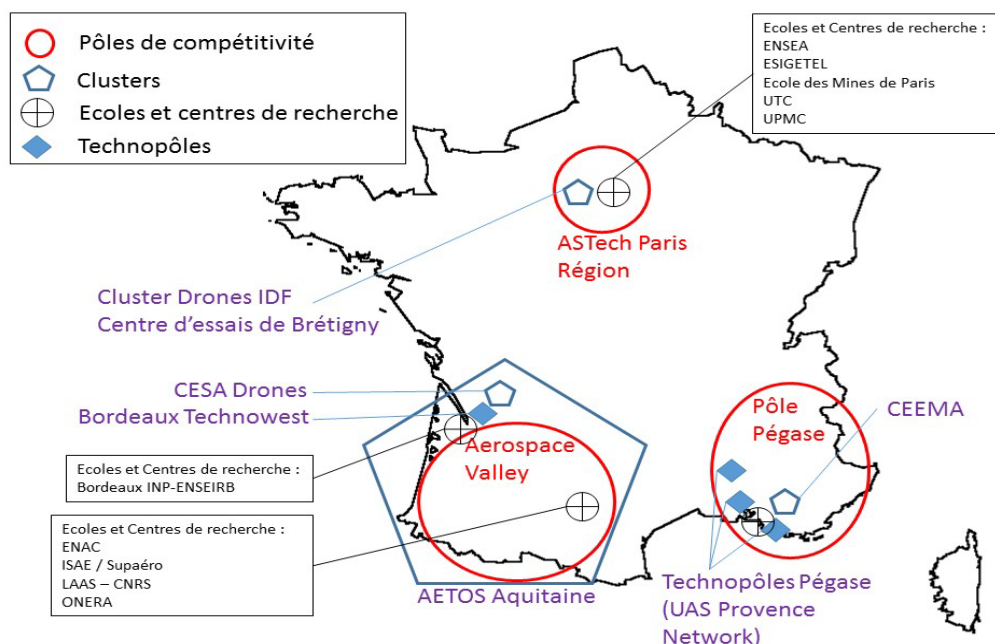 Pôles de compétitivité
Clusters
Ecoles et centres de recherche
Technopôles
Ecoles et Centres de recherche :
ENSEA
ESIGETEL
Ecole des Mines de Paris
UTC
UPMC
ASTech Paris
Région
Cluster Drones IDF
Centre d’essais de Brétigny
CESA Drones
Bordeaux Technowest
Pôle
Pégase
CEEMA
Aerospace
Valley
Ecoles et Centres de recherche :
Bordeaux INP-ENSEIRB
Ecoles et Centres de recherche :
ENAC
ISAE / Supaéro
LAAS – CNRS
ONERA
AETOS Aquitaine
Technopôles Pégase
(UAS Provence
Network)